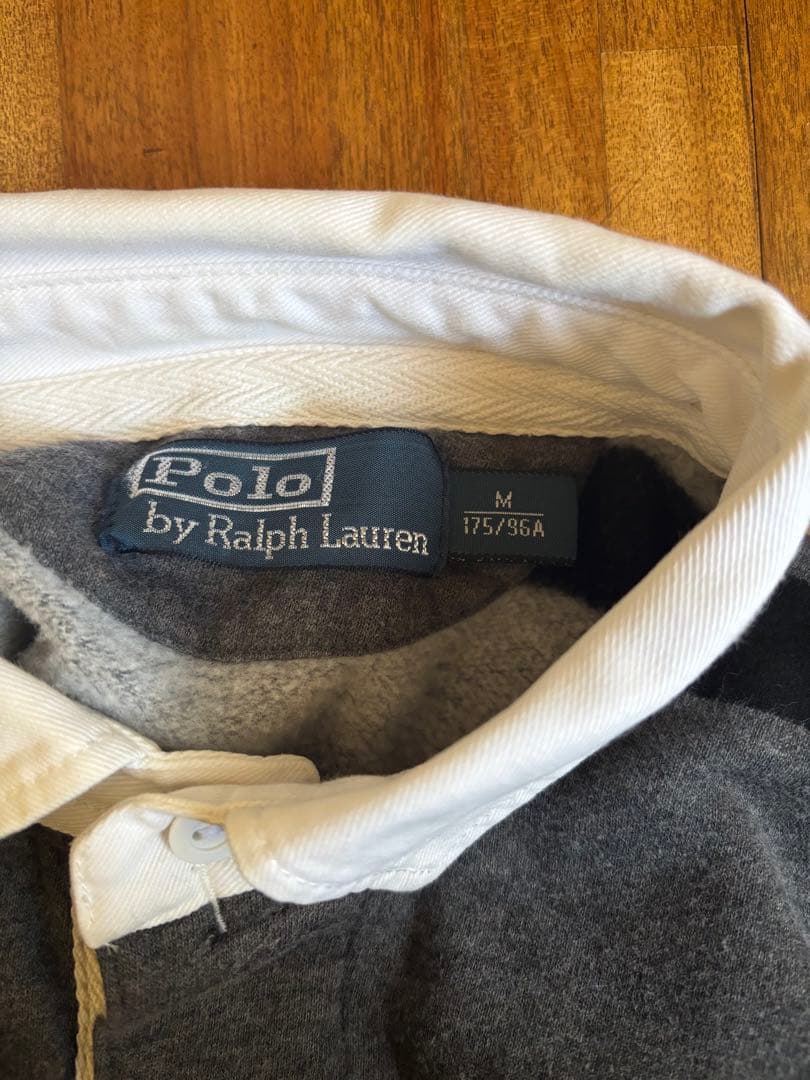 Polo
by Ralph Lauren
M
175/96A